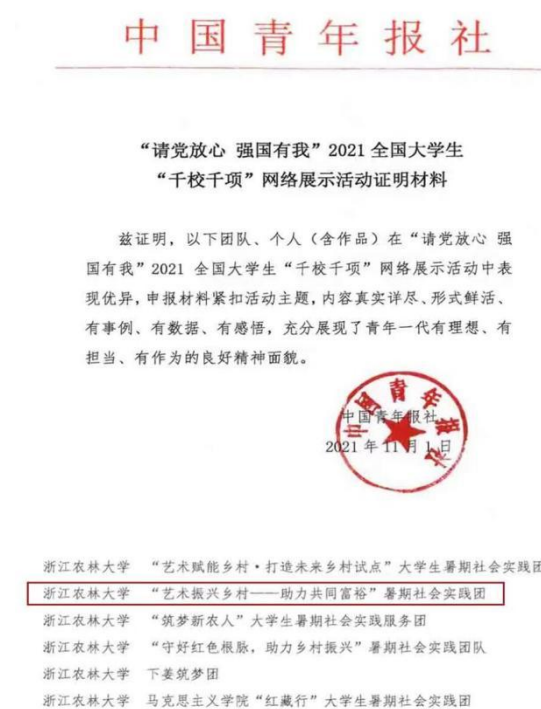 中国青年报社
“请党放心 强国有我”2021 全国大学生
“千校千项”网络展示活动证明材料
兹证明，以下团队、个人（含作品）在“请党放心 强
国有我”2021 全国大学生“千校千项”网络展示活动中表
现优异，申报材料紧扣活动主题，内容真实详尽、形式鲜活、
有事例、有数据、有感悟，充分展现了青年一代有理想、有
担当、有作为的良好精神面貌。
中国青年报社
中国青年报社
2021 年 11 月 1 日
浙江农林大学 “艺术赋能乡村·打造未来乡村试点”大学生暑期社会实践团
浙江农林大学 “艺术振兴乡村——助力共同富裕”暑期社会实践团
浙江农林大学 “筑梦新农人”大学生暑期社会实践服务团
浙江农林大学 “守好红色根脉，助力乡村振兴”暑期社会实践团队
浙江农林大学 下姜筑梦团
浙江农林大学 马克思主义学院“红藏行”大学生暑期社会实践团